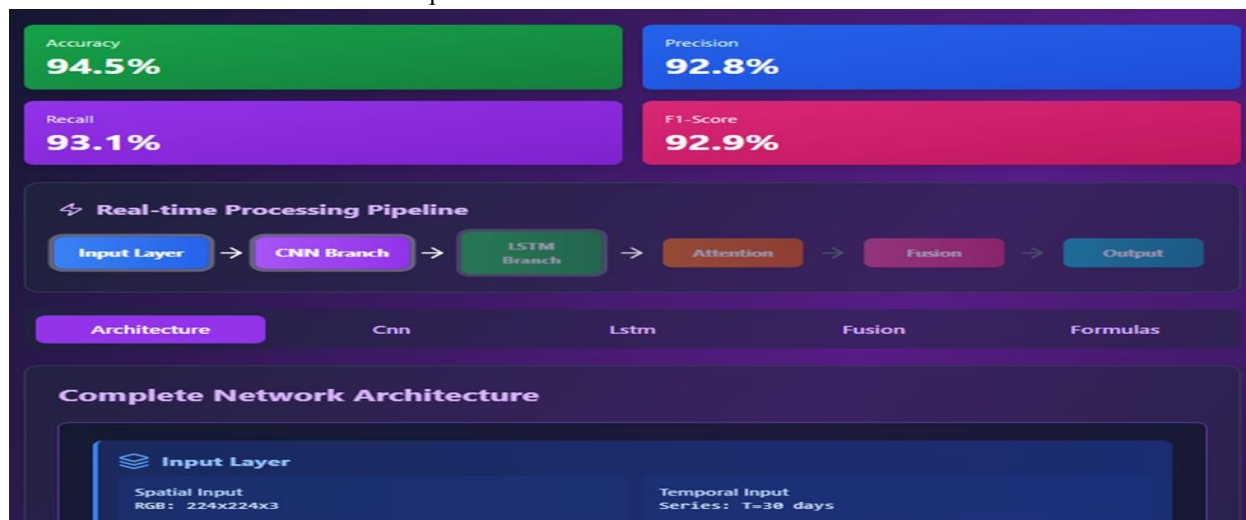 Accuracy
94.5%
Precision
92.8%
Recall
93.1%
F1-Score
92.9%
Real-time Processing Pipeline
Input Layer → CNN Branch → LSTM Branch → Attention → Fusion → Output
Architecture Cnn Lstm Fusion Formulas
Complete Network Architecture
Input Layer
Spatial Input
RGB: 224x224x3
Temporal Input
Series: T=30 days